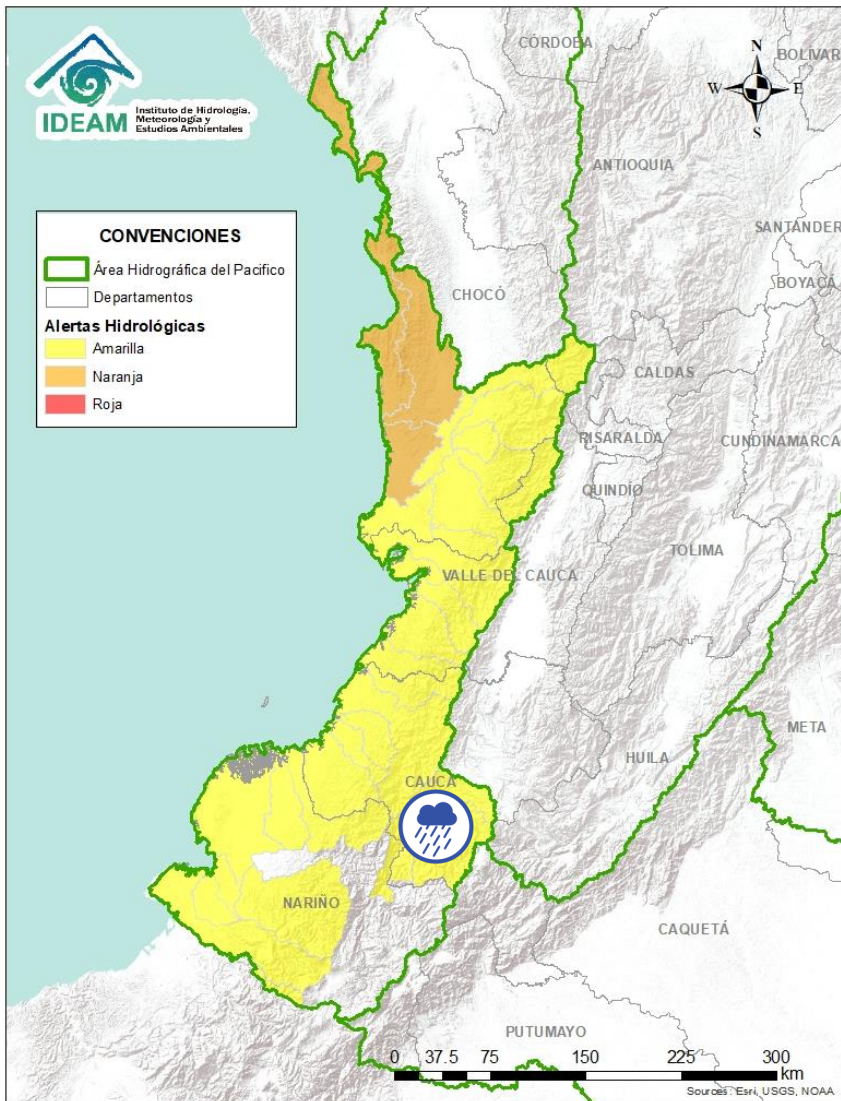 IDEAM
Instituto de Hidrología,
Meteorología y
Estudios Ambientales
CÓRDOBA
BOLIVAR
N
W
E
S
ANTIOQUIA
SANTANDER
BOYACÁ
CONVENCIONES
Área Hidrográfica del Pacifico
Departamentos
Alertas Hidrológicas
Amarilla
Naranja
Roja
CHOCÓ
CALDAS
RISARALDA
CUNDINAMARCA
QUINDÍO
TOLIMA
VALLE DEL CAUCA
META
HUILA
CAUCA
NARIÑO
CAQUETÁ
PUTUMAYO
0 37.5 75 150 225 300
km
Sources: Esri, USGS, NOAA